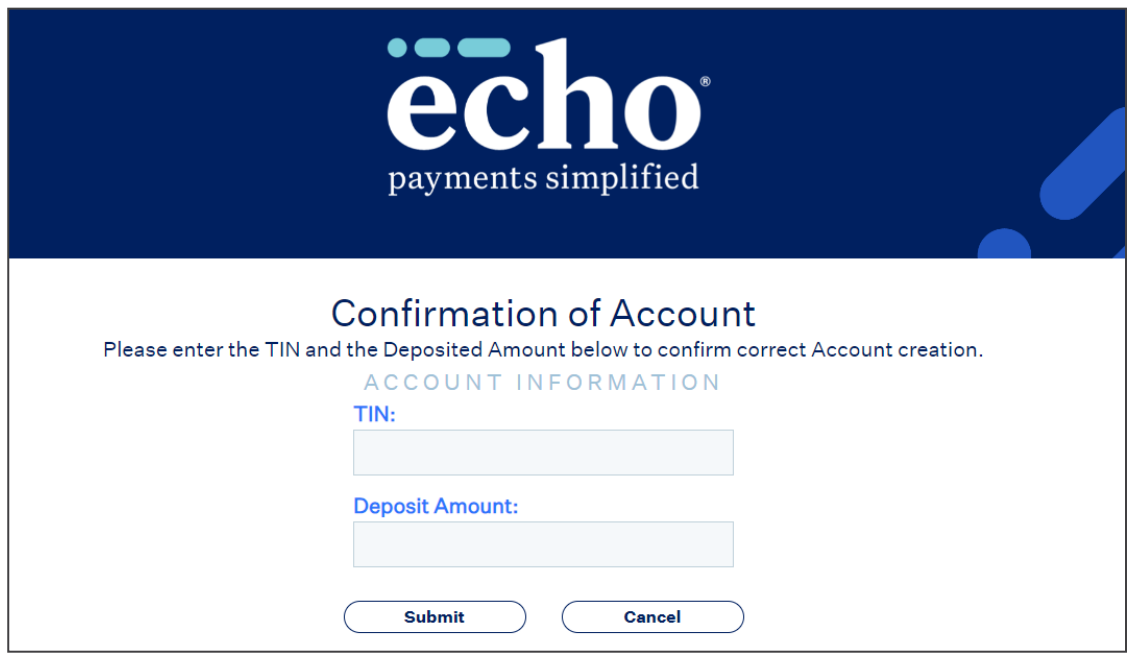 echo®
payments simplified
Confirmation of Account
Please enter the TIN and the Deposited Amount below to confirm correct Account creation.
ACCOUNT INFORMATION
TIN:
Deposit Amount:
Submit Cancel